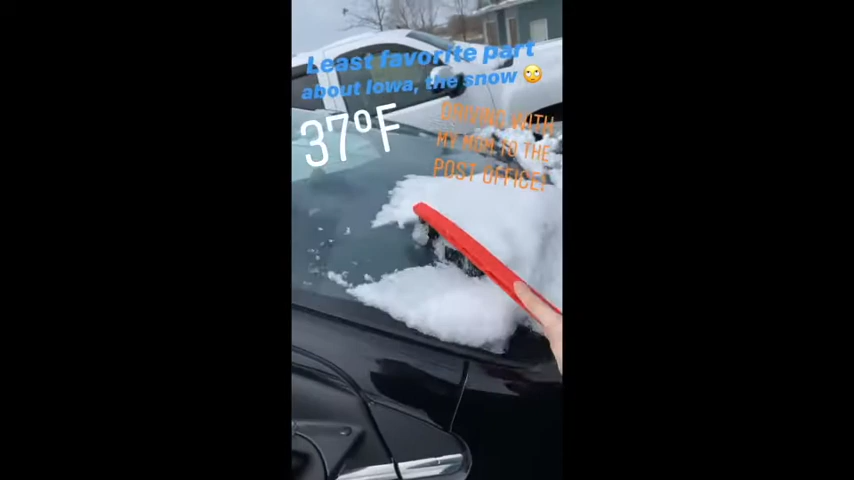 Least favorite part
about Iowa, the snow 🙄
37°F
DRIVING WITH
MY MOM TO THE
POST OFFICE!